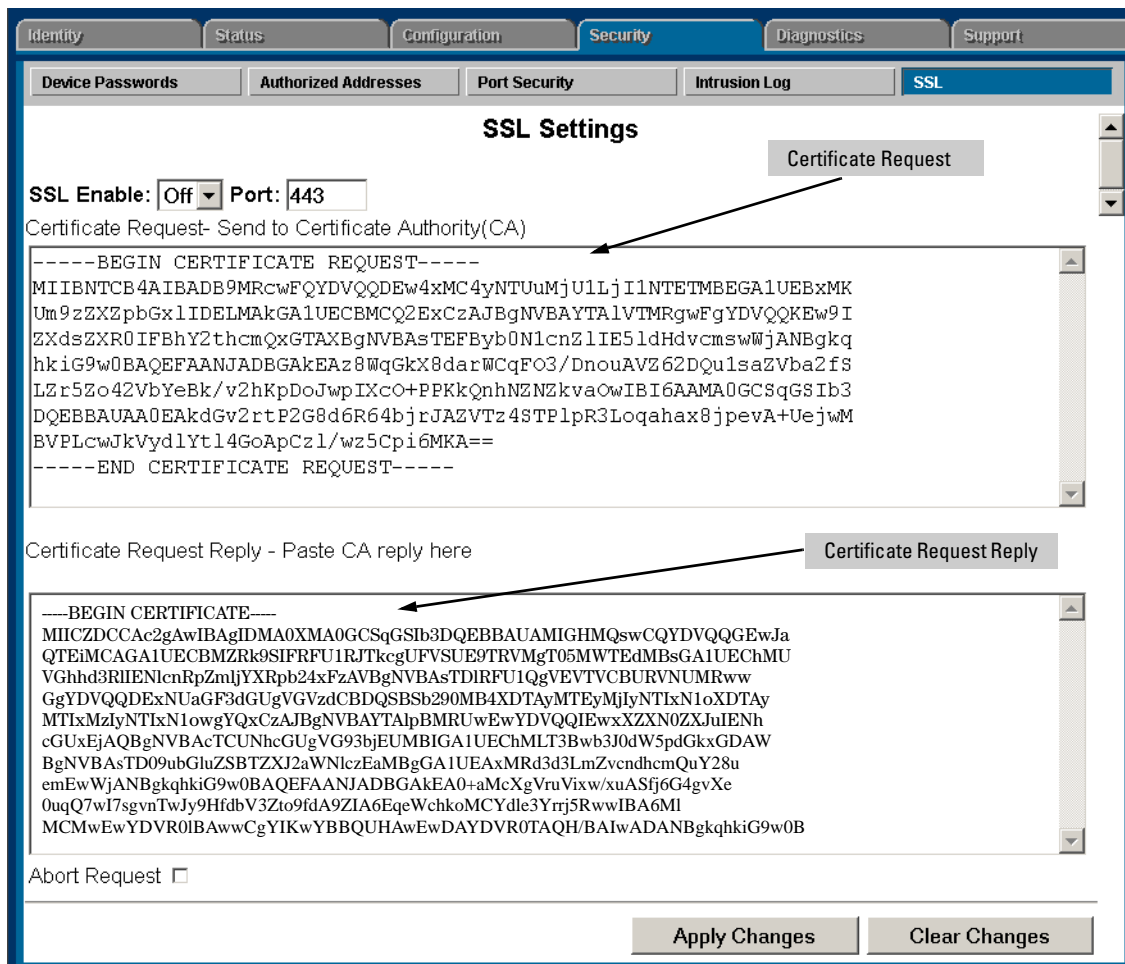 Identity Status Configuration Security Diagnostics Support
Device Passwords Authorized Addresses Port Security Intrusion Log SSL
SSL Settings
Certificate Request
SSL Enable: Off Port: 443
Certificate Request- Send to Certificate Authority(CA)
-----BEGIN CERTIFICATE REQUEST-----
MIIBNTCB4AIBADB9MRcwFQYDVQQDEw4xMC4yNTUuMjU1LjI1NTETMBEGA1UEBxMK
Um9zZXZpbGxlIDELMAkGA1UECBMCQ2ExCzAJBgNVBAYTAlVTMRgwFgYDVQQKEw9I
ZXdsZXR0IFBhY2thcmQxGTAXBgNVBAsTEFByb0N1cnZlIE5ldHdvcmswWjANBgkq
hkiG9w0BAQEFAANJADBGAkEAz8WqGkX8darWCqFO3/DnouAVZ62DQu1saZVba2fS
LZr5Zo42VbYeBk/v2hKpDoJwpIXcO+PPKkQnhNZNZkvaOwIBI6AAMA0GCSqGSIb3
DQEBBAUAA0EAkdGv2rtP2G8d6R64bjrJAZVTz4STPlpR3Loqahax8jpevA+UejwM
BVPLcwJkVydlYtl4GoApCzl/wz5Cpi6MKA==
-----END CERTIFICATE REQUEST-----
Certificate Request Reply - Paste CA reply here
Certificate Request Reply
-----BEGIN CERTIFICATE-----
MIICZDCCAc2gAwIBAgIDMA0XMA0GCSqGSIb3DQEBBAUAMIGHMQswCQYDVQQGEwJa
QTEiMCAGA1UECBMZRk9SIFRFU1RJTkcgUFVSUE9TRVMgT05MWTEdMBsGA1UEChMU
VGhhd3RlIENlcnRpZmljYXRpb24xFzAVBgNVBAsTDlRFU1QgVEVTVCBURVNUMRww
GgYDVQQDExNUaGF3dGUgVGVzdCBDQSBSb290MB4XDTAyMTEyMjIyNTIxN1oXDTAy
MTIxMzIyNTIxN1owgYQxCzAJBgNVBAYTAlpBMRUwEwYDVQQIEwxXZXN0ZXJuIENh
cGUxEjAQBgNVBAcTCUNhcGUgVG93bjEUMBIGA1UEChMLT3Bwb3J0dW5pdGkxGDAW
BgNVBAsTD09ubGluZSBTZXJ2aWNlczEaMBgGA1UEAxMRd3d3LmZvcndhcmQuY28u
emEwWjANBgkqhkiG9w0BAQEFAANJADBGAkEA0+aMcXgVruVixw/xuASfj6G4gvXe
0uqQ7wI7sgvnTwJy9HfdbV3Zto9fdA9ZIA6EqeWchkoMCYdle3Yrrj5RwwIBA6Ml
MCMwEwYDVR0lBAwwCgYIKwYBBQUHAwEwDAYDVR0TAQH/BAIwADANBgkqhkiG9w0B
Abort Request
Apply Changes Clear Changes